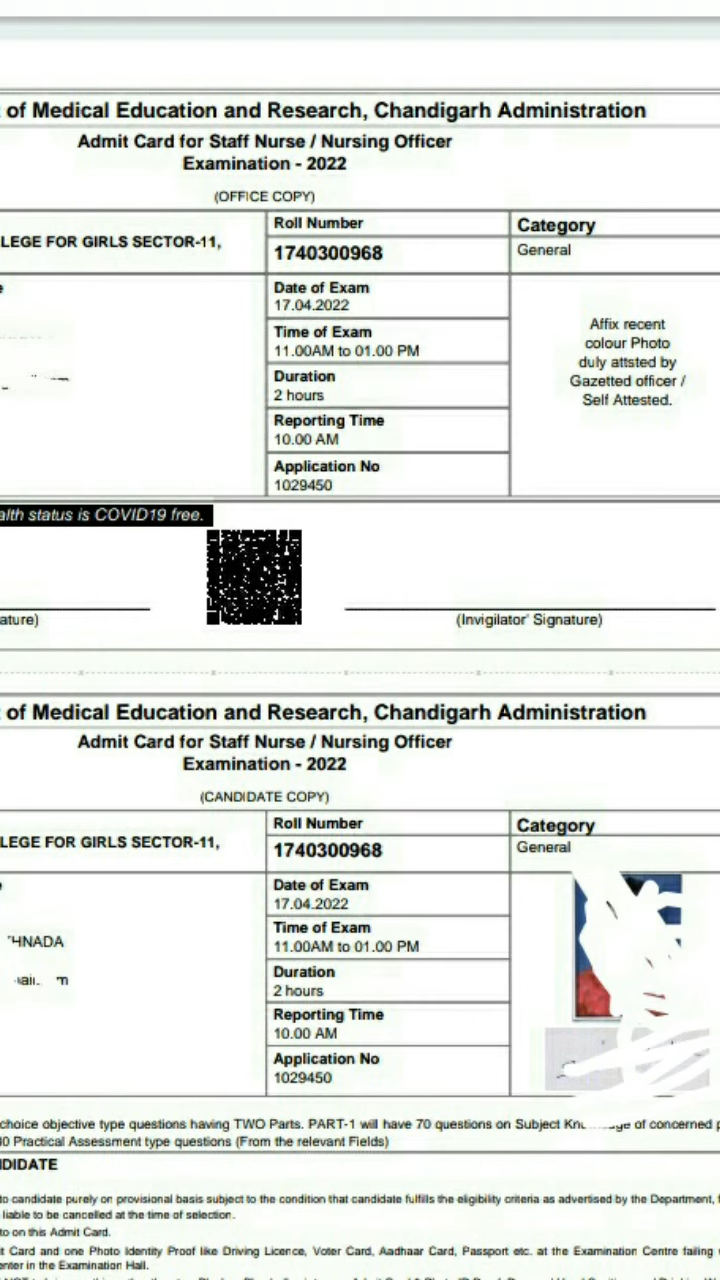 of Medical Education and Research, Chandigarh Administration
Admit Card for Staff Nurse / Nursing Officer
Examination - 2022
(OFFICE COPY)
LEGE FOR GIRLS SECTOR-11,
Roll Number
1740300968
Category
General
Date of Exam
17.04.2022
Time of Exam
11.00AM to 01.00 PM
Duration
2 hours
Reporting Time
10.00 AM
Application No
1029450
Affix recent
colour Photo
duly attsted by
Gazetted officer /
Self Attested.
alth status is COVID19 free.
ature)
(Invigilator' Signature)
of Medical Education and Research, Chandigarh Administration
Admit Card for Staff Nurse / Nursing Officer
Examination - 2022
(CANDIDATE COPY)
LEGE FOR GIRLS SECTOR-11,
Roll Number
1740300968
Category
General
HNADA
Date of Exam
17.04.2022
Time of Exam
11.00AM to 01.00 PM
Duration
2 hours
Reporting Time
10.00 AM
Application No
1029450
choice objective type questions having TWO Parts. PART-1 will have 70 questions on Subject of concerned
30 Practical Assessment type questions (From the relevant Fields)
NDIDATE
to candidate purely on provisional basis subject to the condition that candidate fulfills the eligibility criteria as advertised by the Department,
liable to be cancelled at the time of selection.
to on this Admit Card.
it Card and one Photo Identity Proof like Driving Licence, Voter Card, Aadhaar Card, Passport etc. at the Examination Centre failing
enter in the Examination Hall.